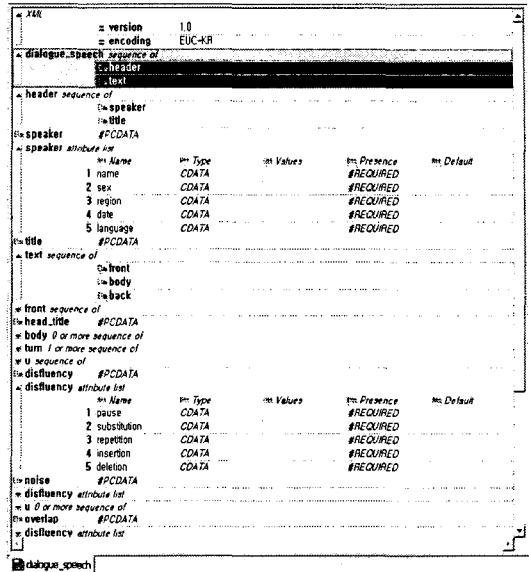 XML
= version 1.0
= encoding EUC-KR
dialogue_speech sequence of
header
text
header sequence of
speaker
title
speaker #PCDATA
speaker attribute list
Name Type Values Presence Default
1 name CDATA #REQUIRED
2 sex CDATA #REQUIRED
3 region CDATA #REQUIRED
4 date CDATA #REQUIRED
5 language CDATA #REQUIRED
title #PCDATA
text sequence of
front
body
back
front sequence of
head_title #PCDATA
body 0 or more sequence of
turn 1 or more sequence of
u sequence of
disfluency #PCDATA
disfluency attribute list
Name Type Values Presence Default
1 pause CDATA #REQUIRED
2 substitution CDATA #REQUIRED
3 repetition CDATA #REQUIRED
4 insertion CDATA #REQUIRED
5 deletion CDATA #REQUIRED
noise #PCDATA
disfluency attribute list
u 0 or more sequence of
overlap #PCDATA
disfluency attribute list
dialogue_speech